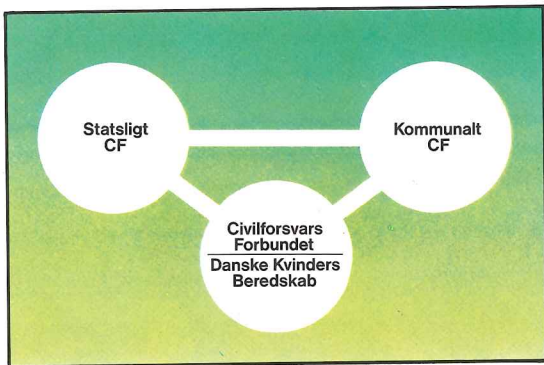 Statsligt
CF
Kommunalt
CF
Civilforsvars
Forbundet
Danske Kvinders
Beredskab